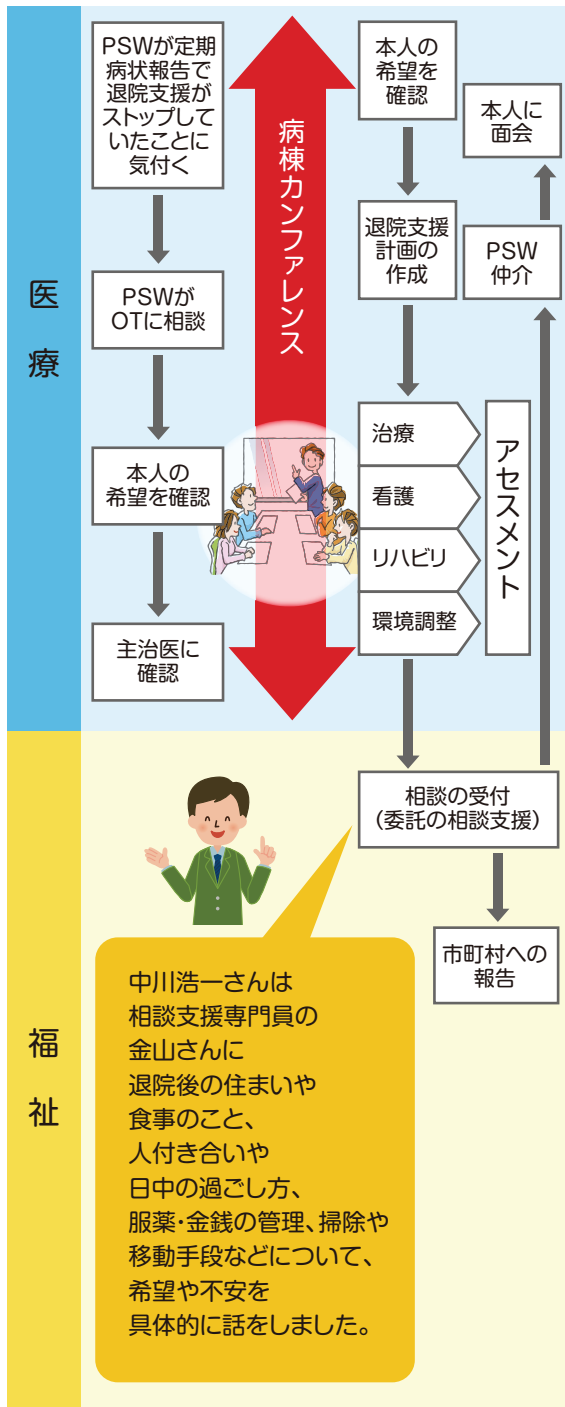 医療
PSWが定期
病状報告で
退院支援が
ストップして
いたことに
気付く
PSWが
OTに相談
本人の
希望を確認
主治医に
確認
病棟カンファレンス
本人の
希望を
確認
退院支援
計画の
作成
治療
看護
リハビリ
環境調整
アセスメント
本人に
面会
PSW
仲介
福祉
相談の受付
（委託の相談支援）
市町村への
報告
中川浩一さんは
相談支援専門員の
金山さんに
退院後の住まいや
食事のこと、
人付き合いや
日中の過ごし方、
服薬・金銭の管理、掃除や
移動手段などについて、
希望や不安を
具体的に話をしました。